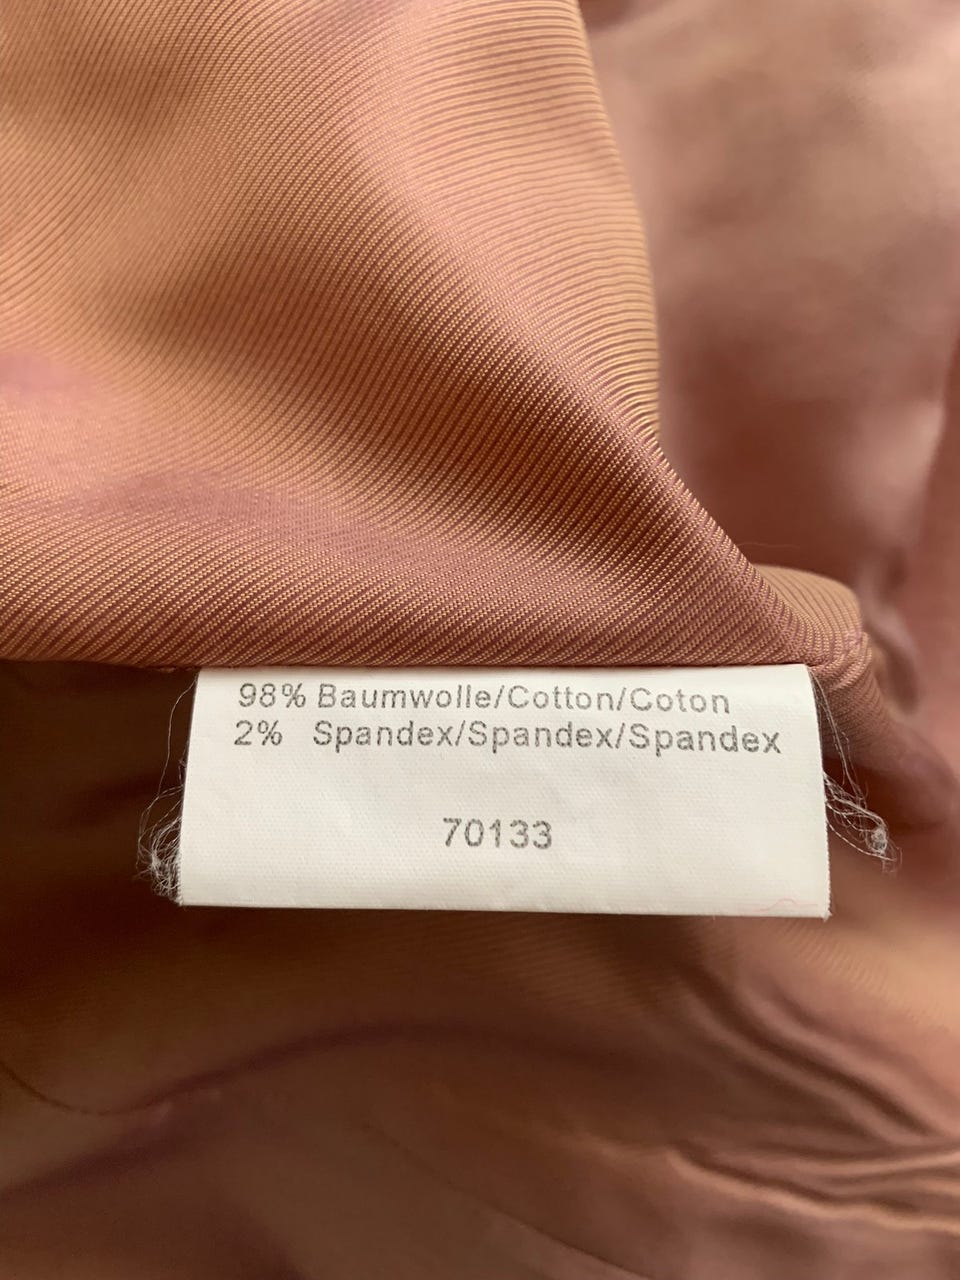 98% Baumwolle/Cotton/Coton
2% Spandex/Spandex/Spandex
70133